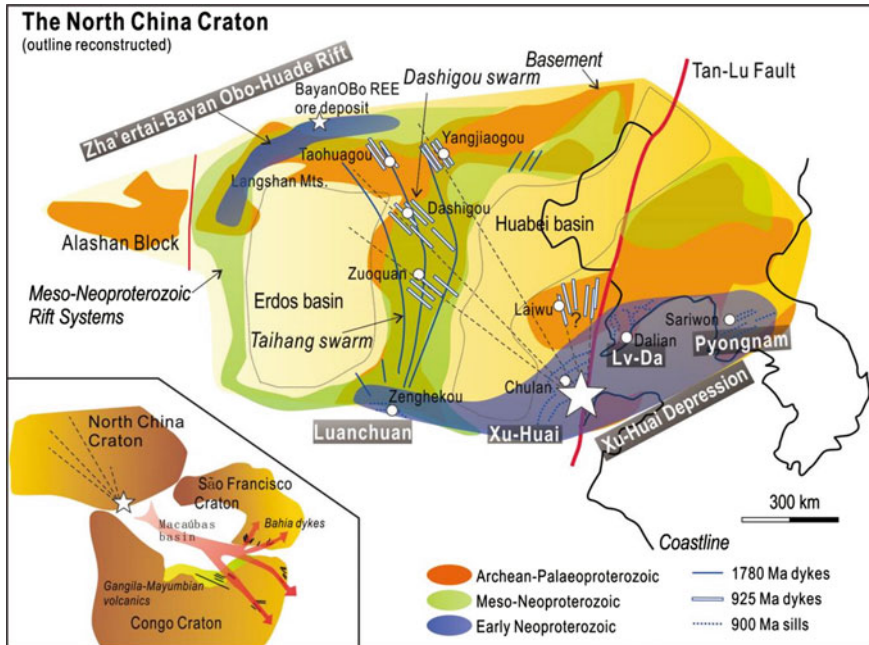 The North China Craton
(outline reconstructed)
Zha'ertai-Bayan Obo-Huade Rift
BayanOBo REE
ore deposit
Dashigou swarm
Basement
Tan-Lu Fault
Taohuagou
Yangjiaogou
Langshan Mts.
Dashigou
Huabei basin
Alashan Block
Zuoquan
Meso-Neoproterozoic
Rift Systems
Erdos basin
Laiwu
?
Sariwon
Dalian
Taihang swarm
Lv-Da
Pyongnam
Chulan
Zenghekou
Luanchuan
Xu-Huai
Xu-Huai Depression
North China
Craton
São Francisco
Craton
Macaúbas
basin
Bahia dykes
Gangila-Mayumbian
volcanics
Congo Craton
300 km
Coastline
Archean-Palaeoproterozoic
1780 Ma dykes
Meso-Neoproterozoic
925 Ma dykes
Early Neoproterozoic
900 Ma sills